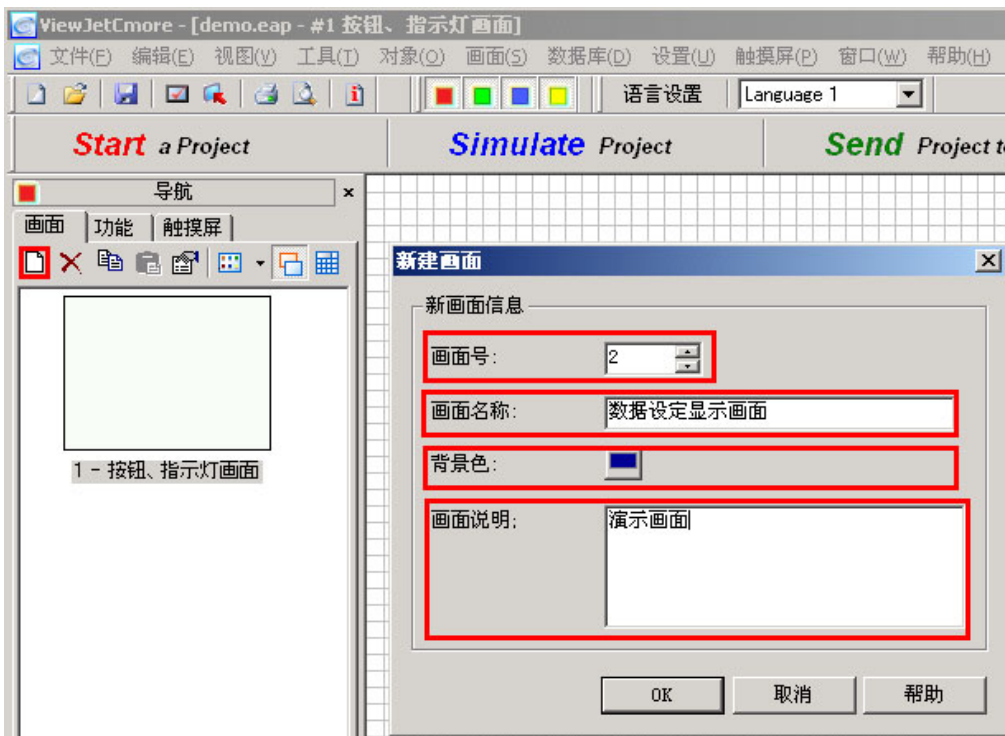 ViewJetCmore - [demo.eap - #1 按钮、指示灯画面]
文件(F) 编辑(E) 视图(V) 工具(T) 对象(O) 画面(S) 数据库(D) 设置(U) 触摸屏(P) 窗口(W) 帮助(H)
语言设置 Language 1
Start a Project Simulate Project Send Project t
导航
画面 功能 触摸屏
新建画面
新画面信息
画面号: 2
画面名称: 数据设定显示画面
1 - 按钮、指示灯画面
背景色:
画面说明: 演示画面
OK 取消 帮助